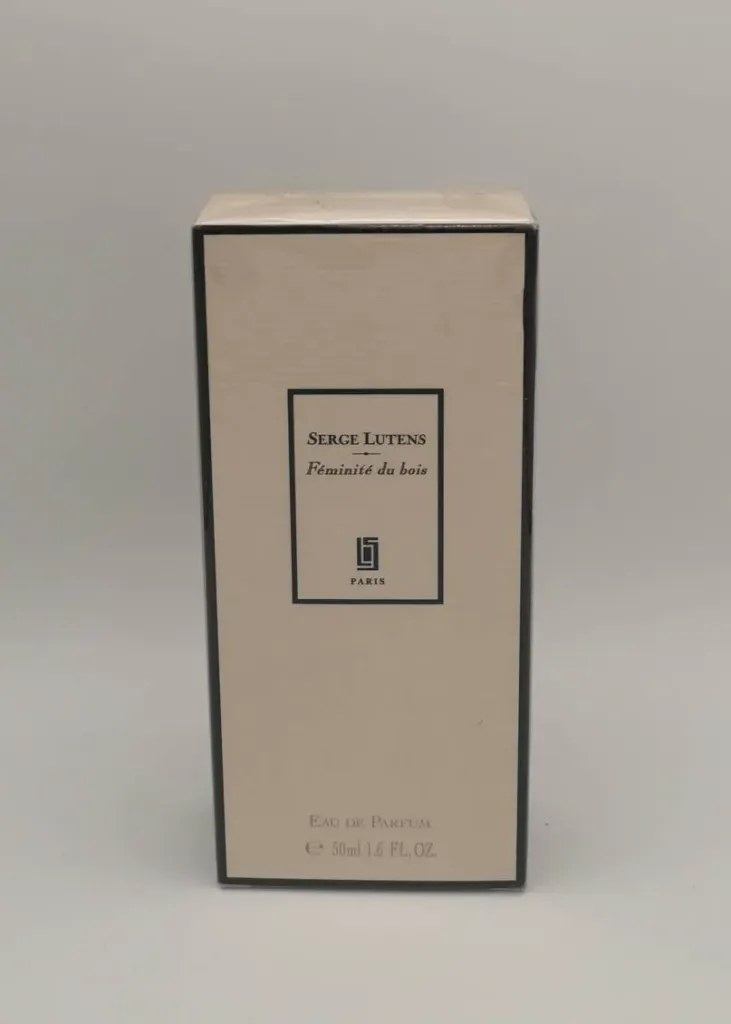 SERGE LUTENS
Féminité du bois
PARIS
EAU DE PARFUM
℮ 50ml 1.6 FL. OZ.